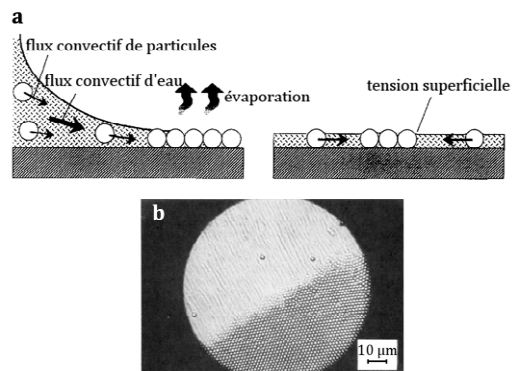 a
flux convectif de particules
flux convectif d'eau
évaporation
tension superficielle
b
10 µm